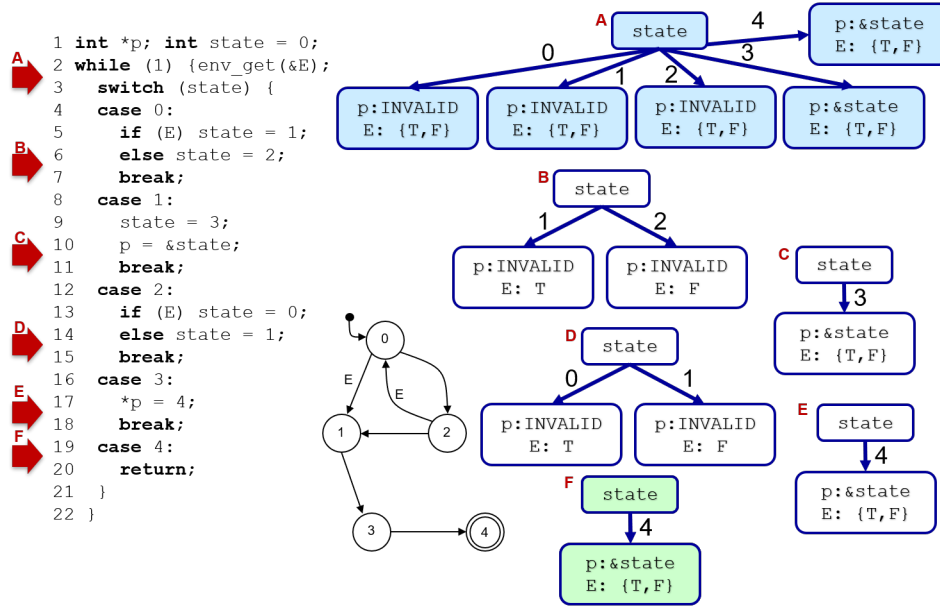 1 int *p; int state = 0;
2 while (1) {env_get(&E);
3 switch (state) {
4 case 0:
5 if (E) state = 1;
6 else state = 2;
7 break;
8 case 1:
9 state = 3;
10 p = &state;
11 break;
12 case 2:
13 if (E) state = 0;
14 else state = 1;
15 break;
16 case 3:
17 *p = 4;
18 break;
19 case 4:
20 return;
21 }
22 }
A
B
C
D
E
F
0
E
E
1
2
3
4
A
state
0
1
2
3
4
p:INVALID
E: {T,F}
p:INVALID
E: {T,F}
p:INVALID
E: {T,F}
p:&state
E: {T,F}
p:&state
E: {T,F}
B
state
1
2
p:INVALID
E: T
p:INVALID
E: F
C
state
3
p:&state
E: {T,F}
D
state
0
1
p:INVALID
E: T
p:INVALID
E: F
E
state
4
p:&state
E: {T,F}
F
state
4
p:&state
E: {T,F}